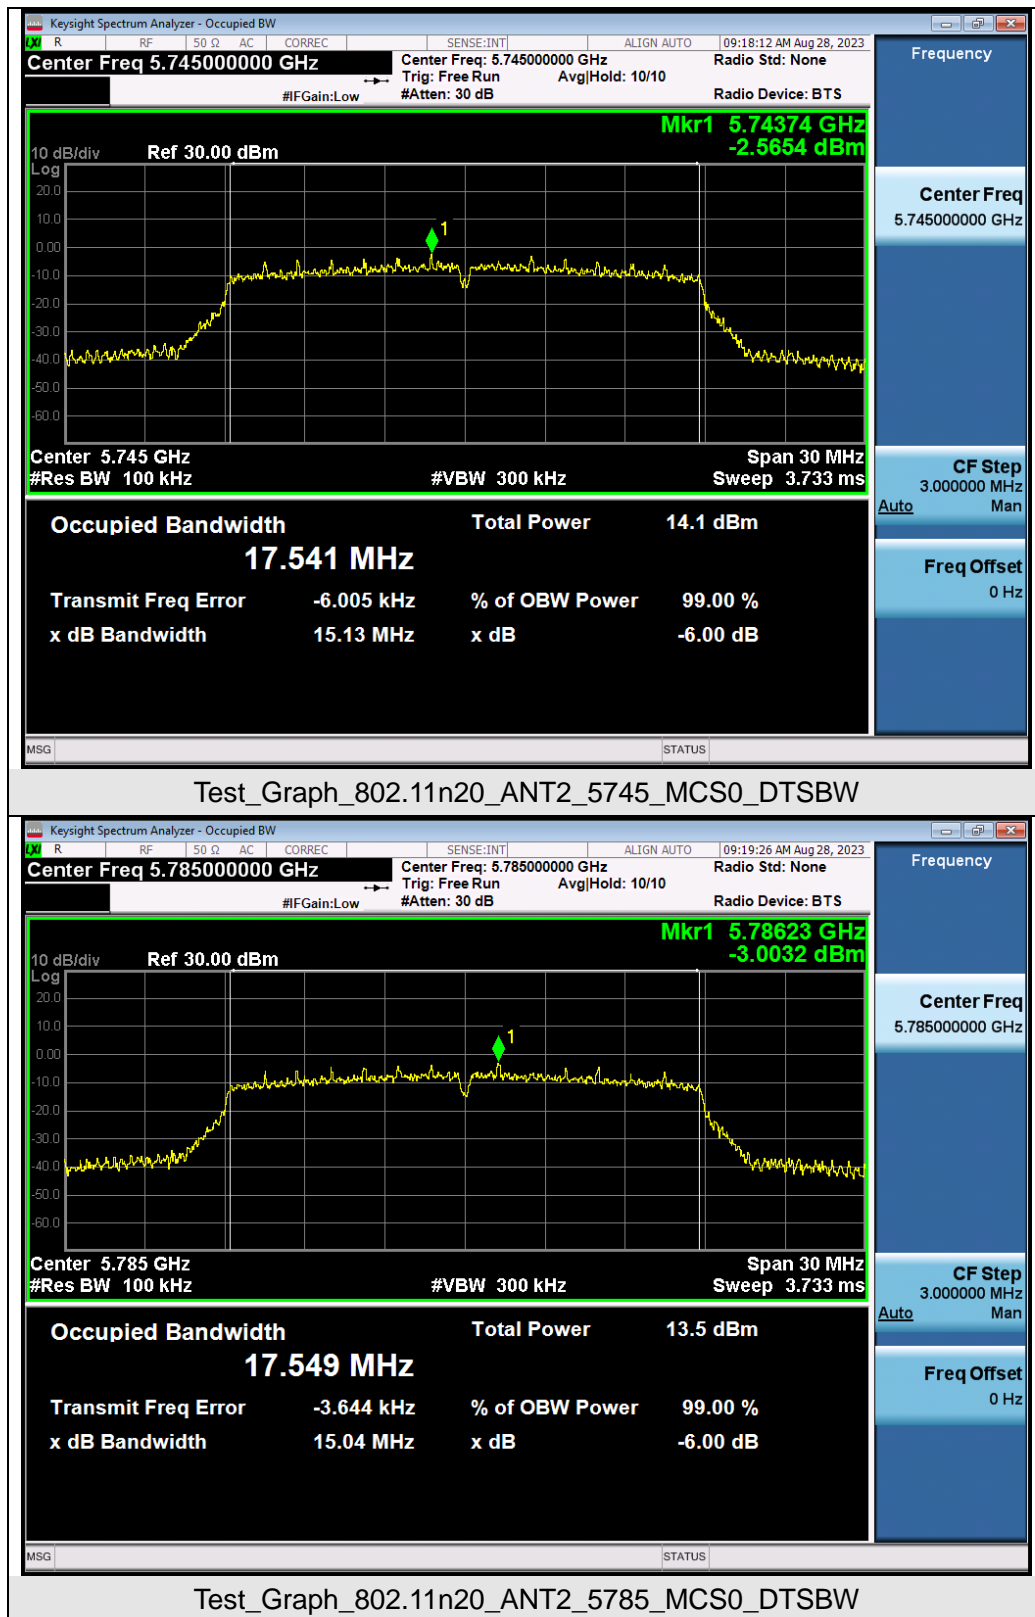 Keysight Spectrum Analyzer - Occupied BW
LXI R RF 50 Ω AC CORREC SENSE:INT ALIGN AUTO 09:18:12 AM Aug 28, 2023
Center Freq 5.745000000 GHz
Center Freq: 5.745000000 GHz Radio Std: None
Trig: Free Run Avg|Hold: 10/10
#IFGain:Low #Atten: 30 dB Radio Device: BTS
Mkr1 5.74374 GHz
-2.5654 dBm
10 dB/div Ref 30.00 dBm
Log
20.0
10.0
0.00
-10.0
-20.0
-30.0
-40.0
-50.0
-60.0
1
Center 5.745 GHz Span 30 MHz
#Res BW 100 kHz #VBW 300 kHz Sweep 3.733 ms
Occupied Bandwidth Total Power 14.1 dBm
17.541 MHz
Transmit Freq Error -6.005 kHz % of OBW Power 99.00 %
x dB Bandwidth 15.13 MHz x dB -6.00 dB
MSG STATUS
Frequency
Center Freq
5.745000000 GHz
CF Step
3.000000 MHz
Auto Man
Freq Offset
0 Hz
Test_Graph_802.11n20_ANT2_5745_MCS0_DTSBW
Keysight Spectrum Analyzer - Occupied BW
LXI R RF 50 Ω AC CORREC SENSE:INT ALIGN AUTO 09:19:26 AM Aug 28, 2023
Center Freq 5.785000000 GHz
Center Freq: 5.785000000 GHz Radio Std: None
Trig: Free Run Avg|Hold: 10/10
#IFGain:Low #Atten: 30 dB Radio Device: BTS
Mkr1 5.78623 GHz
-3.0032 dBm
10 dB/div Ref 30.00 dBm
Log
20.0
10.0
0.00
-10.0
-20.0
-30.0
-40.0
-50.0
-60.0
1
Center 5.785 GHz Span 30 MHz
#Res BW 100 kHz #VBW 300 kHz Sweep 3.733 ms
Occupied Bandwidth Total Power 13.5 dBm
17.549 MHz
Transmit Freq Error -3.644 kHz % of OBW Power 99.00 %
x dB Bandwidth 15.04 MHz x dB -6.00 dB
MSG STATUS
Frequency
Center Freq
5.785000000 GHz
CF Step
3.000000 MHz
Auto Man
Freq Offset
0 Hz
Test_Graph_802.11n20_ANT2_5785_MCS0_DTSBW